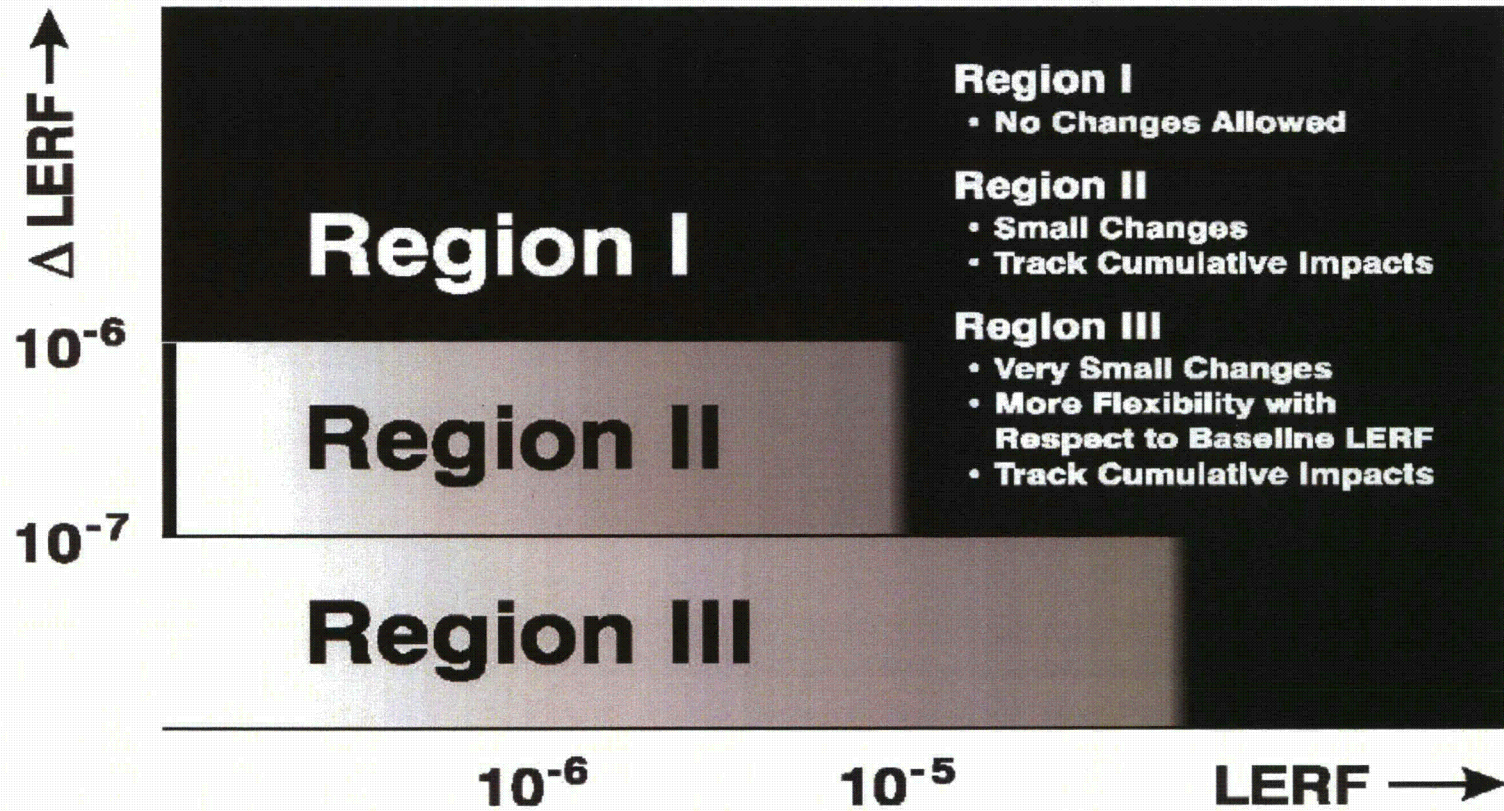 Δ LERF →
Region I
• No Changes Allowed
Region II
• Small Changes
• Track Cumulative Impacts
Region III
• Very Small Changes
• More Flexibility with
Respect to Baseline LERF
• Track Cumulative Impacts
Region I
10⁻⁶
Region II
10⁻⁷
Region III
10⁻⁶
10⁻⁵
LERF →